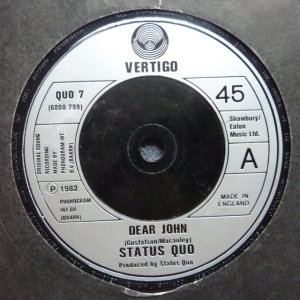 VERTIGO
QUO 7
(6000 799)
45
Shawbury/
Eaton
Music Ltd.
ORIGINAL SOUND
RECORDING
MADE BY
PHONOGRAM INT.
B.V.(BAARN)
A
P 1982
PHONOGRAM
INT BV.
(BAARN)
MADE IN
ENGLAND
DEAR JOHN
(Gustafson/Macauley)
STATUS QUO
Produced by Status Quo